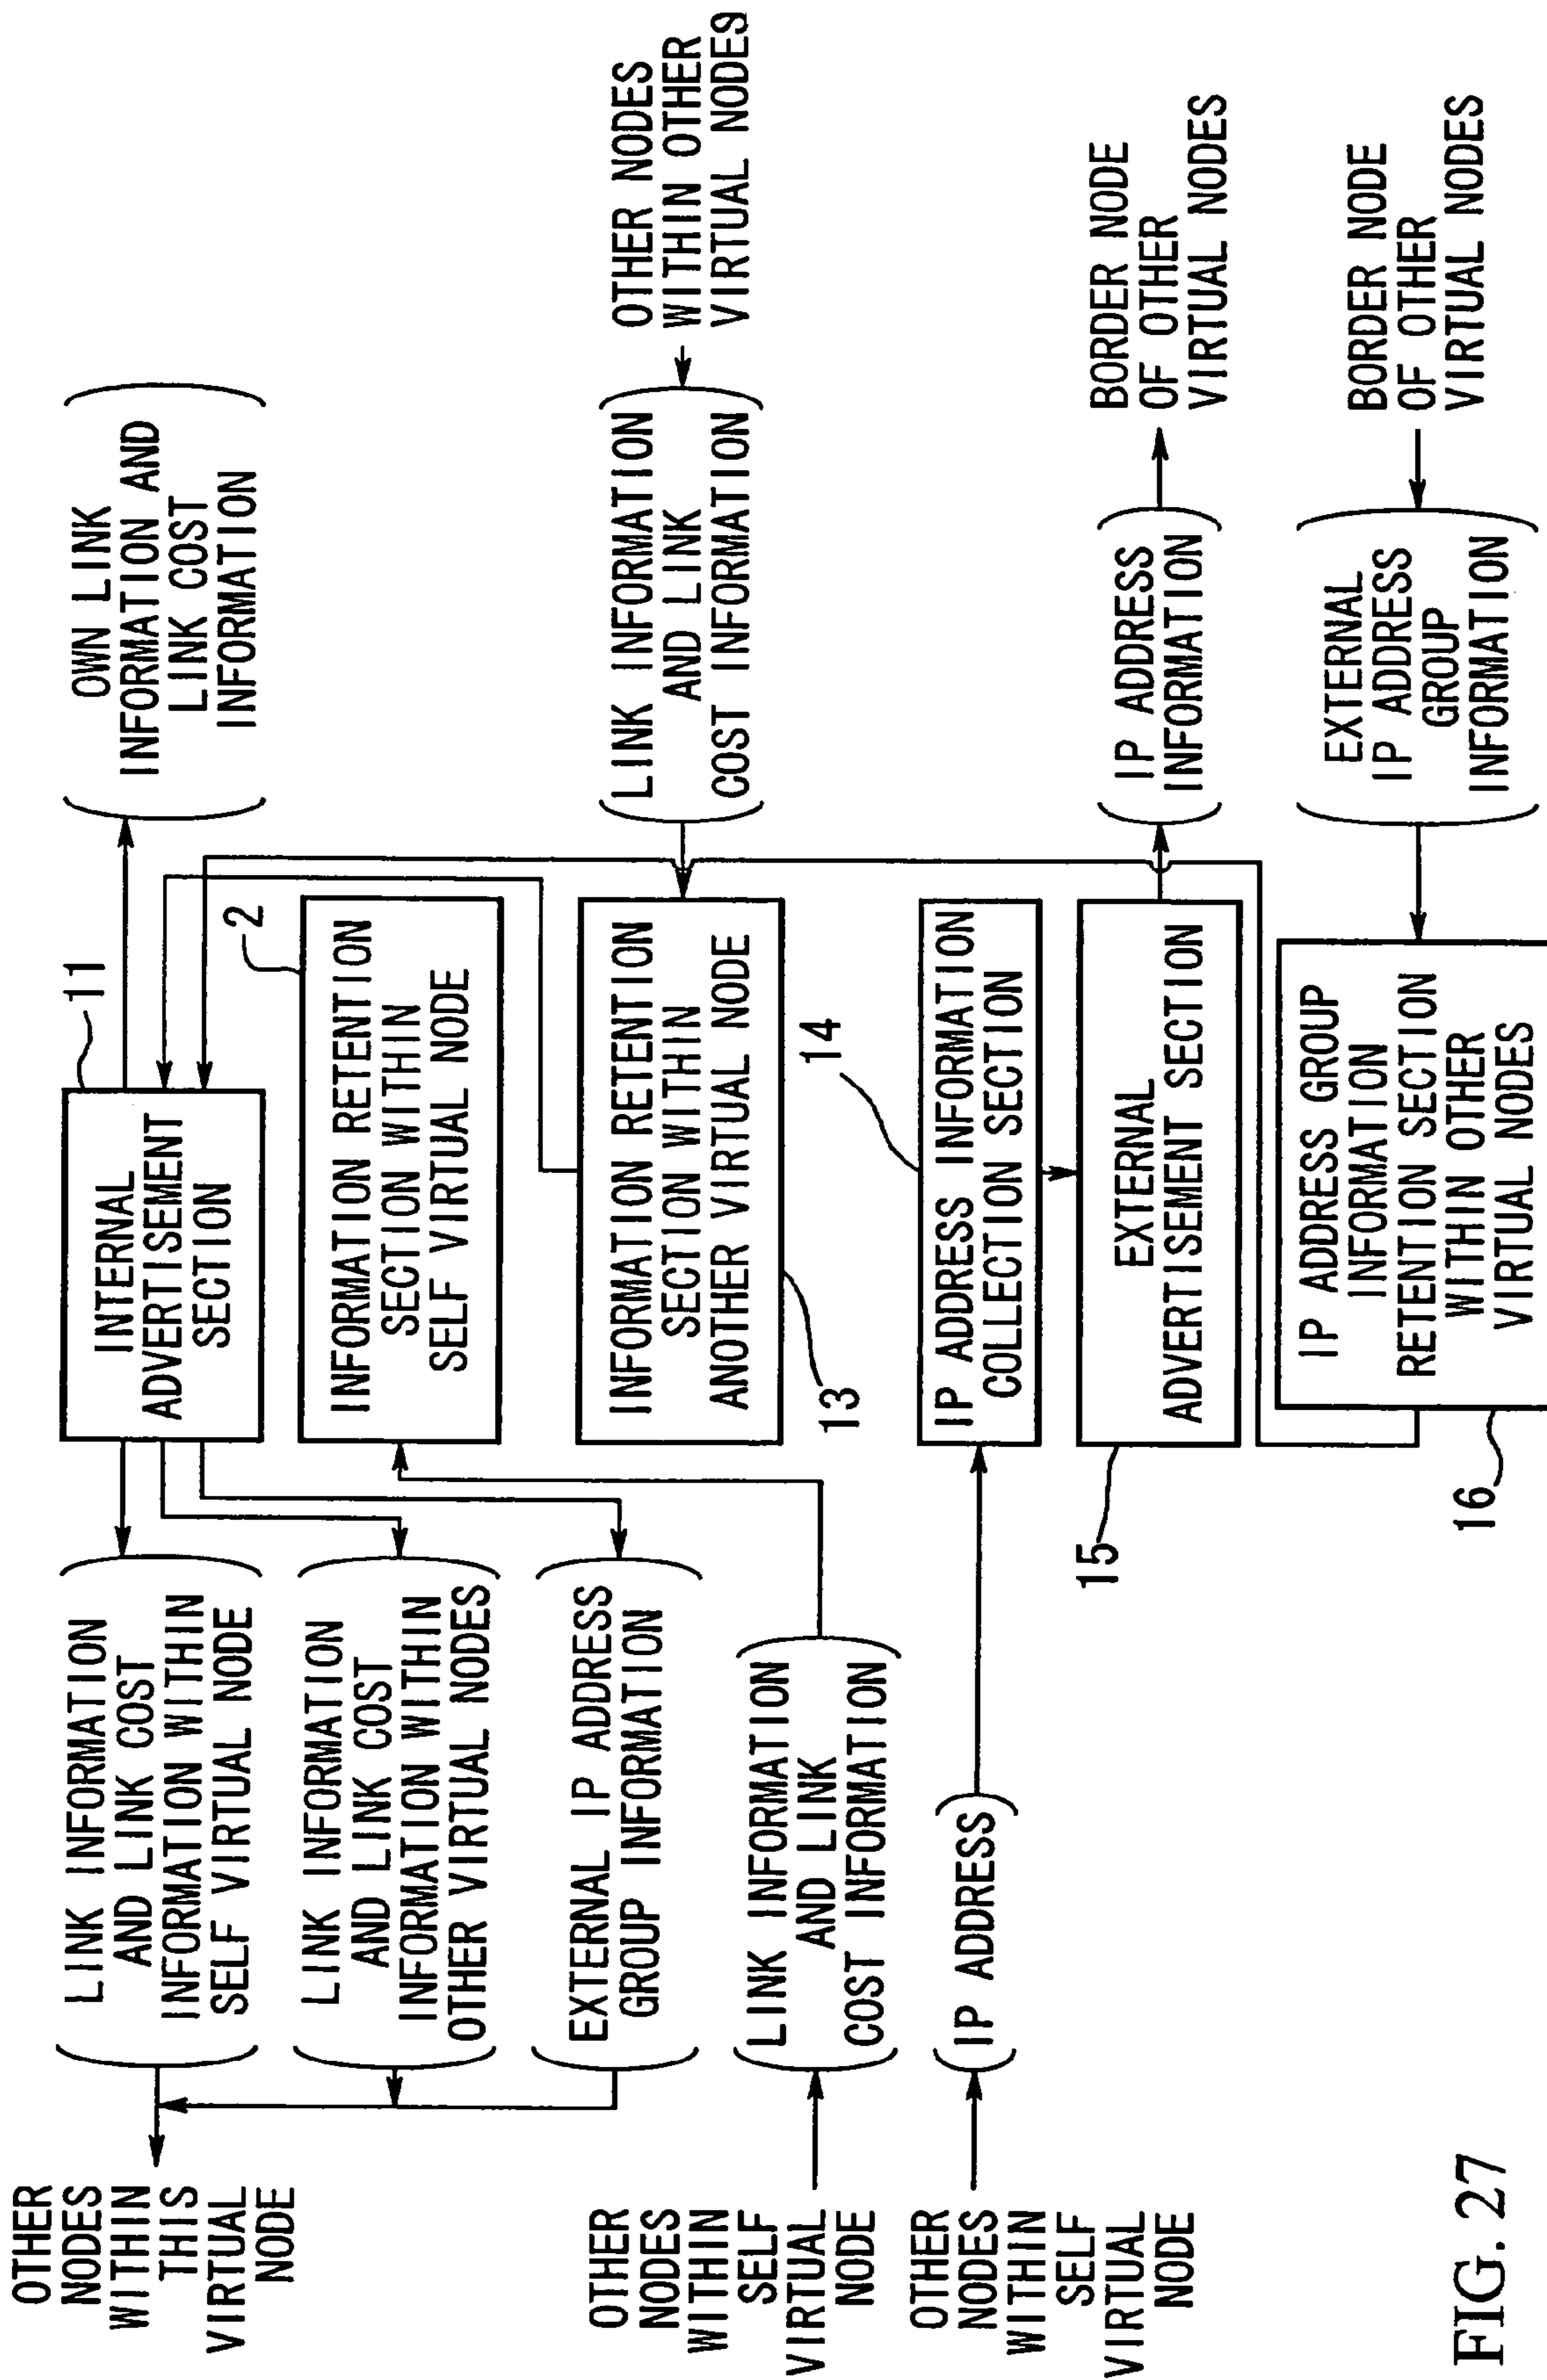 OTHER
NODES
WITHIN
THIS
VIRTUAL
NODE
LINK INFORMATION
AND LINK COST
INFORMATION WITHIN
SELF VIRTUAL NODE
LINK INFORMATION
AND LINK COST
INFORMATION WITHIN
OTHER VIRTUAL NODES
EXTERNAL IP ADDRESS
GROUP INFORMATION
11
INTERNAL
ADVERTISEMENT
SECTION
OWN LINK
INFORMATION AND
LINK COST
INFORMATION
2
INFORMATION RETENTION
SECTION WITHIN
SELF VIRTUAL NODE
OTHER
NODES
WITHIN
SELF
VIRTUAL
NODE
LINK INFORMATION
AND LINK
COST INFORMATION
INFORMATION RETENTION
SECTION WITHIN
ANOTHER VIRTUAL NODE
13
LINK INFORMATION
AND LINK
COST INFORMATION
OTHER NODES
WITHIN OTHER
VIRTUAL NODES
OTHER
NODES
WITHIN
SELF
VIRTUAL
NODE
IP ADDRESS
14
IP ADDRESS INFORMATION
COLLECTION SECTION
15
EXTERNAL
ADVERTISEMENT SECTION
IP ADDRESS
INFORMATION
BORDER NODE
OF OTHER
VIRTUAL NODES
16
IP ADDRESS GROUP
INFORMATION
RETENTION SECTION
WITHIN OTHER
VIRTUAL NODES
EXTERNAL
IP ADDRESS
GROUP
INFORMATION
BORDER NODE
OF OTHER
VIRTUAL NODES
FIG. 27